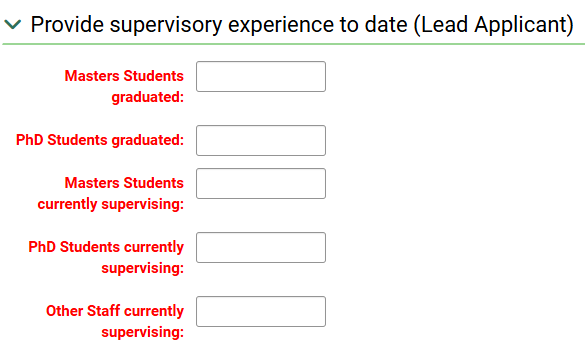 Provide supervisory experience to date (Lead Applicant)
Masters Students
graduated:
PhD Students graduated:
Masters Students
currently supervising:
PhD Students currently
supervising:
Other Staff currently
supervising: